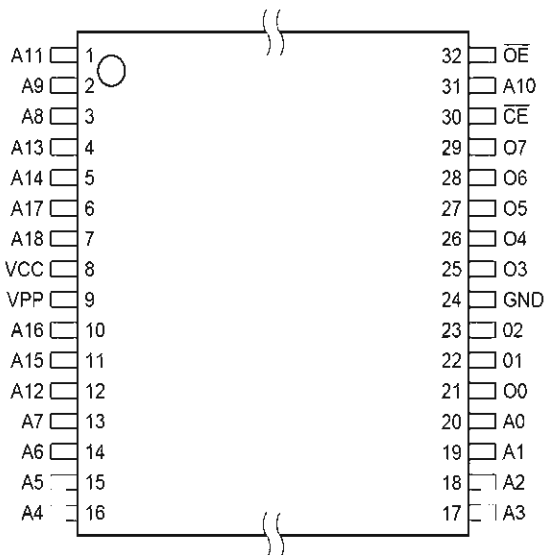 A11 1 32 O̅E̅
A9 2 31 A10
A8 3 30 C̅E̅
A13 4 29 O7
A14 5 28 O6
A17 6 27 O5
A18 7 26 O4
VCC 8 25 O3
VPP 9 24 GND
A16 10 23 02
A15 11 22 01
A12 12 21 O0
A7 13 20 A0
A6 14 19 A1
A5 15 18 A2
A4 16 17 A3